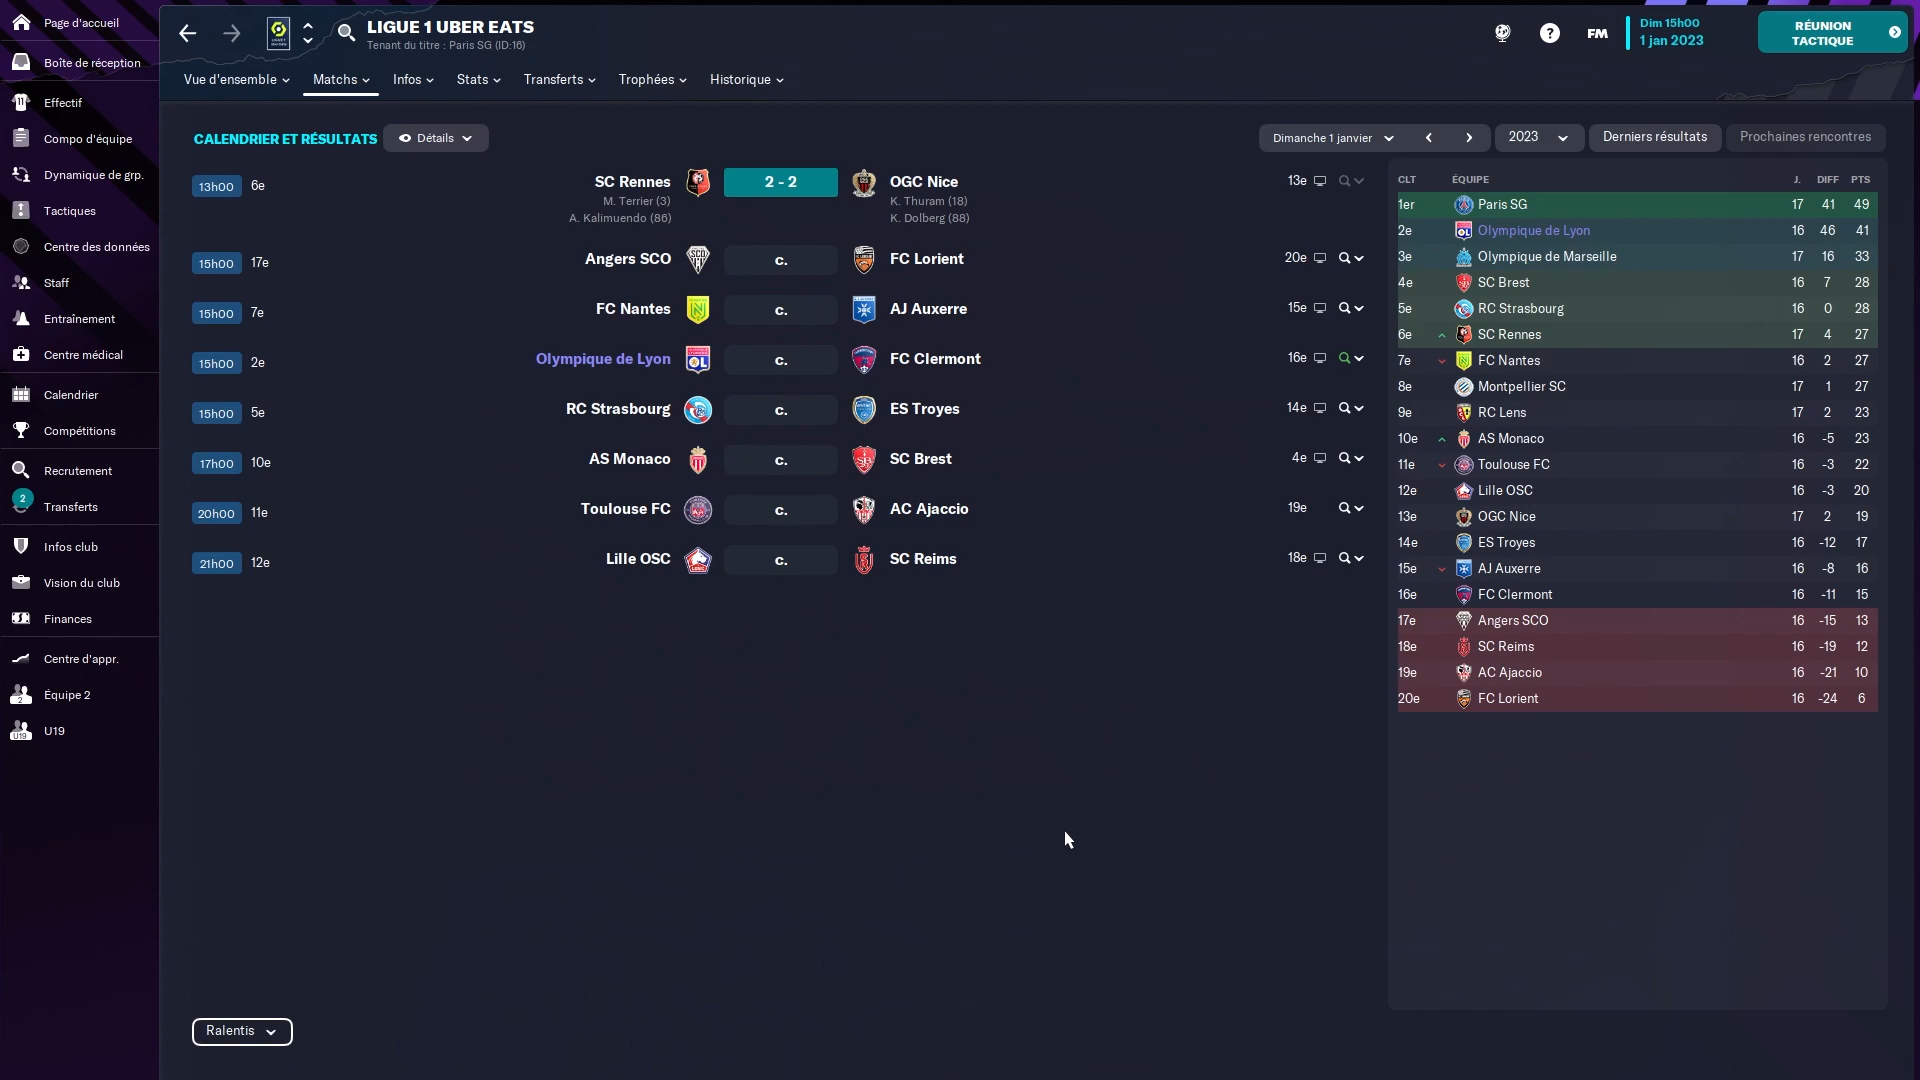 Page d'accueil
Boîte de réception
Effectif
Compo d'équipe
Dynamique de grp.
Tactiques
Centre des données
Staff
Entraînement
Centre médical
Calendrier
Compétitions
Recrutement
2
Transferts
Infos club
Vision du club
Finances
Centre d'appr.
2
Équipe 2
U19
U19
LIGUE 1 UBER EATS
Tenant du titre : Paris SG (ID:16)
? FM
Dim 15h00
1 jan 2023
RÉUNION
TACTIQUE
Vue d'ensemble Matchs Infos Stats Transferts Trophées Historique
CALENDRIER ET RÉSULTATS Détails
Dimanche 1 janvier 2023 Derniers résultats Prochaines rencontres
13h00 6e SC Rennes 2 - 2 OGC Nice 13e
M. Terrier (3) K. Thuram (18)
A. Kalimuendo (86) K. Dolberg (88)
15h00 17e Angers SCO c. FC Lorient 20e
15h00 7e FC Nantes c. AJ Auxerre 15e
15h00 2e Olympique de Lyon c. FC Clermont 16e
15h00 5e RC Strasbourg c. ES Troyes 14e
17h00 10e AS Monaco c. SC Brest 4e
20h00 11e Toulouse FC c. AC Ajaccio 19e
21h00 12e Lille OSC c. SC Reims 18e
CLT ÉQUIPE J. DIFF PTS
1er Paris SG 17 41 49
2e Olympique de Lyon 16 46 41
3e Olympique de Marseille 17 16 33
4e SC Brest 16 7 28
5e RC Strasbourg 16 0 28
6e SC Rennes 17 4 27
7e FC Nantes 16 2 27
8e Montpellier SC 17 1 27
9e RC Lens 17 2 23
10e AS Monaco 16 -5 23
11e Toulouse FC 16 -3 22
12e Lille OSC 16 -3 20
13e OGC Nice 17 2 19
14e ES Troyes 16 -12 17
15e AJ Auxerre 16 -8 16
16e FC Clermont 16 -11 15
17e Angers SCO 16 -15 13
18e SC Reims 16 -19 12
19e AC Ajaccio 16 -21 10
20e FC Lorient 16 -24 6
Ralentis